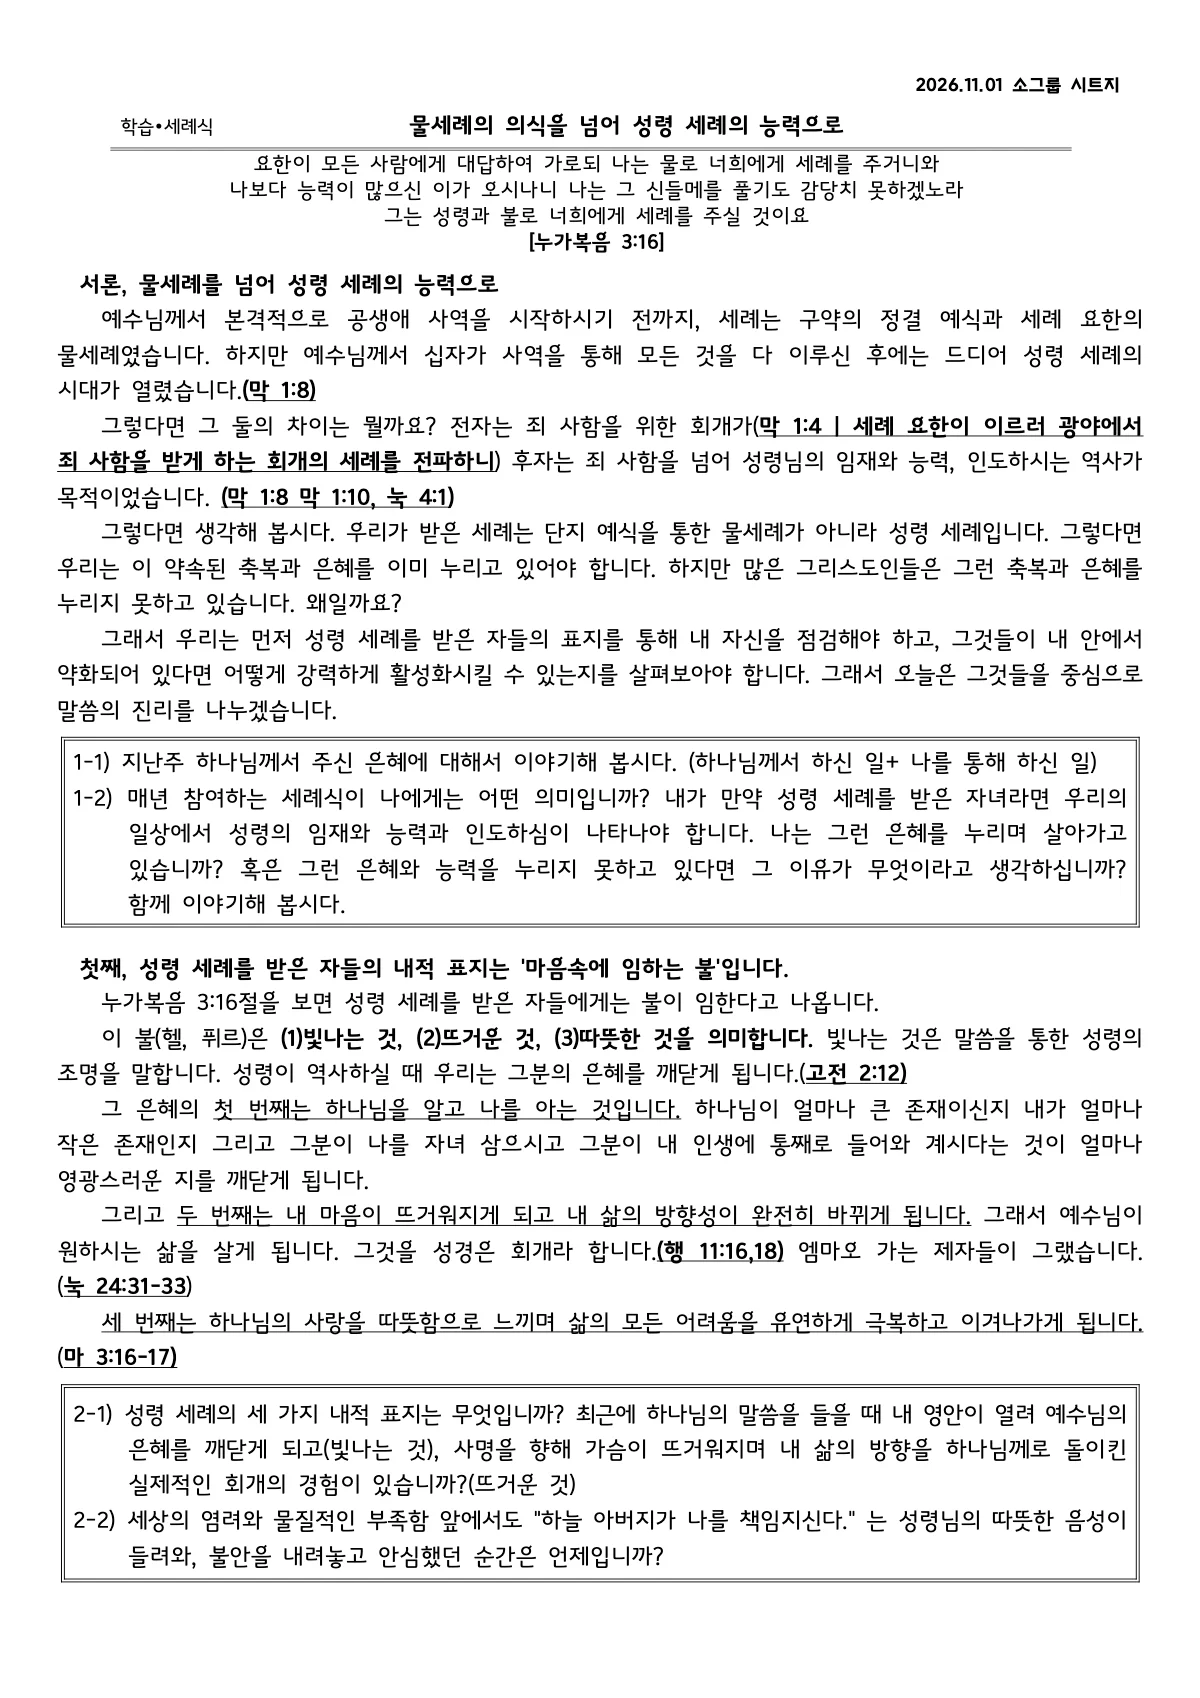 2026.11.01 소그룹 시트지
학습•세례식 물세례의 의식을 넘어 성령 세례의 능력으로
요한이 모든 사람에게 대답하여 가로되 나는 물로 너희에게 세례를 주거니와
나보다 능력이 많으신 이가 오시나니 나는 그 신들메를 풀기도 감당치 못하겠노라
그는 성령과 불로 너희에게 세례를 주실 것이요
[누가복음 3:16]
서론, 물세례를 넘어 성령 세례의 능력으로
예수님께서 본격적으로 공생애 사역을 시작하시기 전까지, 세례는 구약의 정결 예식과 세례 요한의
물세례였습니다. 하지만 예수님께서 십자가 사역을 통해 모든 것을 다 이루신 후에는 드디어 성령 세례의
시대가 열렸습니다.(막 1:8)
그렇다면 그 둘의 차이는 뭘까요? 전자는 죄 사함을 위한 회개가(막 1:4 | 세례 요한이 이르러 광야에서
죄 사함을 받게 하는 회개의 세례를 전파하니) 후자는 죄 사함을 넘어 성령님의 임재와 능력, 인도하시는 역사가
목적이었습니다. (막 1:8 막 1:10, 눅 4:1)
그렇다면 생각해 봅시다. 우리가 받은 세례는 단지 예식을 통한 물세례가 아니라 성령 세례입니다. 그렇다면
우리는 이 약속된 축복과 은혜를 이미 누리고 있어야 합니다. 하지만 많은 그리스도인들은 그런 축복과 은혜를
누리지 못하고 있습니다. 왜일까요?
그래서 우리는 먼저 성령 세례를 받은 자들의 표지를 통해 내 자신을 점검해야 하고, 그것들이 내 안에서
약화되어 있다면 어떻게 강력하게 활성화시킬 수 있는지를 살펴보아야 합니다. 그래서 오늘은 그것들을 중심으로
말씀의 진리를 나누겠습니다.
1-1) 지난주 하나님께서 주신 은혜에 대해서 이야기해 봅시다. (하나님께서 하신 일+ 나를 통해 하신 일)
1-2) 매년 참여하는 세례식이 나에게는 어떤 의미입니까? 내가 만약 성령 세례를 받은 자녀라면 우리의
일상에서 성령의 임재와 능력과 인도하심이 나타나야 합니다. 나는 그런 은혜를 누리며 살아가고
있습니까? 혹은 그런 은혜와 능력을 누리지 못하고 있다면 그 이유가 무엇이라고 생각하십니까?
함께 이야기해 봅시다.
첫째, 성령 세례를 받은 자들의 내적 표지는 '마음속에 임하는 불'입니다.
누가복음 3:16절을 보면 성령 세례를 받은 자들에게는 불이 임한다고 나옵니다.
이 불(헬, 퓌르)은 (1)빛나는 것, (2)뜨거운 것, (3)따뜻한 것을 의미합니다. 빛나는 것은 말씀을 통한 성령의
조명을 말합니다. 성령이 역사하실 때 우리는 그분의 은혜를 깨닫게 됩니다.(고전 2:12)
그 은혜의 첫 번째는 하나님을 알고 나를 아는 것입니다. 하나님이 얼마나 큰 존재이신지 내가 얼마나
작은 존재인지 그리고 그분이 나를 자녀 삼으시고 그분이 내 인생에 통째로 들어와 계시다는 것이 얼마나
영광스러운 지를 깨닫게 됩니다.
그리고 두 번째는 내 마음이 뜨거워지게 되고 내 삶의 방향성이 완전히 바뀌게 됩니다. 그래서 예수님이
원하시는 삶을 살게 됩니다. 그것을 성경은 회개라 합니다.(행 11:16,18) 엠마오 가는 제자들이 그랬습니다.
(눅 24:31-33)
세 번째는 하나님의 사랑을 따뜻함으로 느끼며 삶의 모든 어려움을 유연하게 극복하고 이겨나가게 됩니다.
(마 3:16-17)
2-1) 성령 세례의 세 가지 내적 표지는 무엇입니까? 최근에 하나님의 말씀을 들을 때 내 영안이 열려 예수님의
은혜를 깨닫게 되고(빛나는 것), 사명을 향해 가슴이 뜨거워지며 내 삶의 방향을 하나님께로 돌이킨
실제적인 회개의 경험이 있습니까?(뜨거운 것)
2-2) 세상의 염려와 물질적인 부족함 앞에서도 "하늘 아버지가 나를 책임지신다." 는 성령님의 따뜻한 음성이
들려와, 불안을 내려놓고 안심했던 순간은 언제입니까?